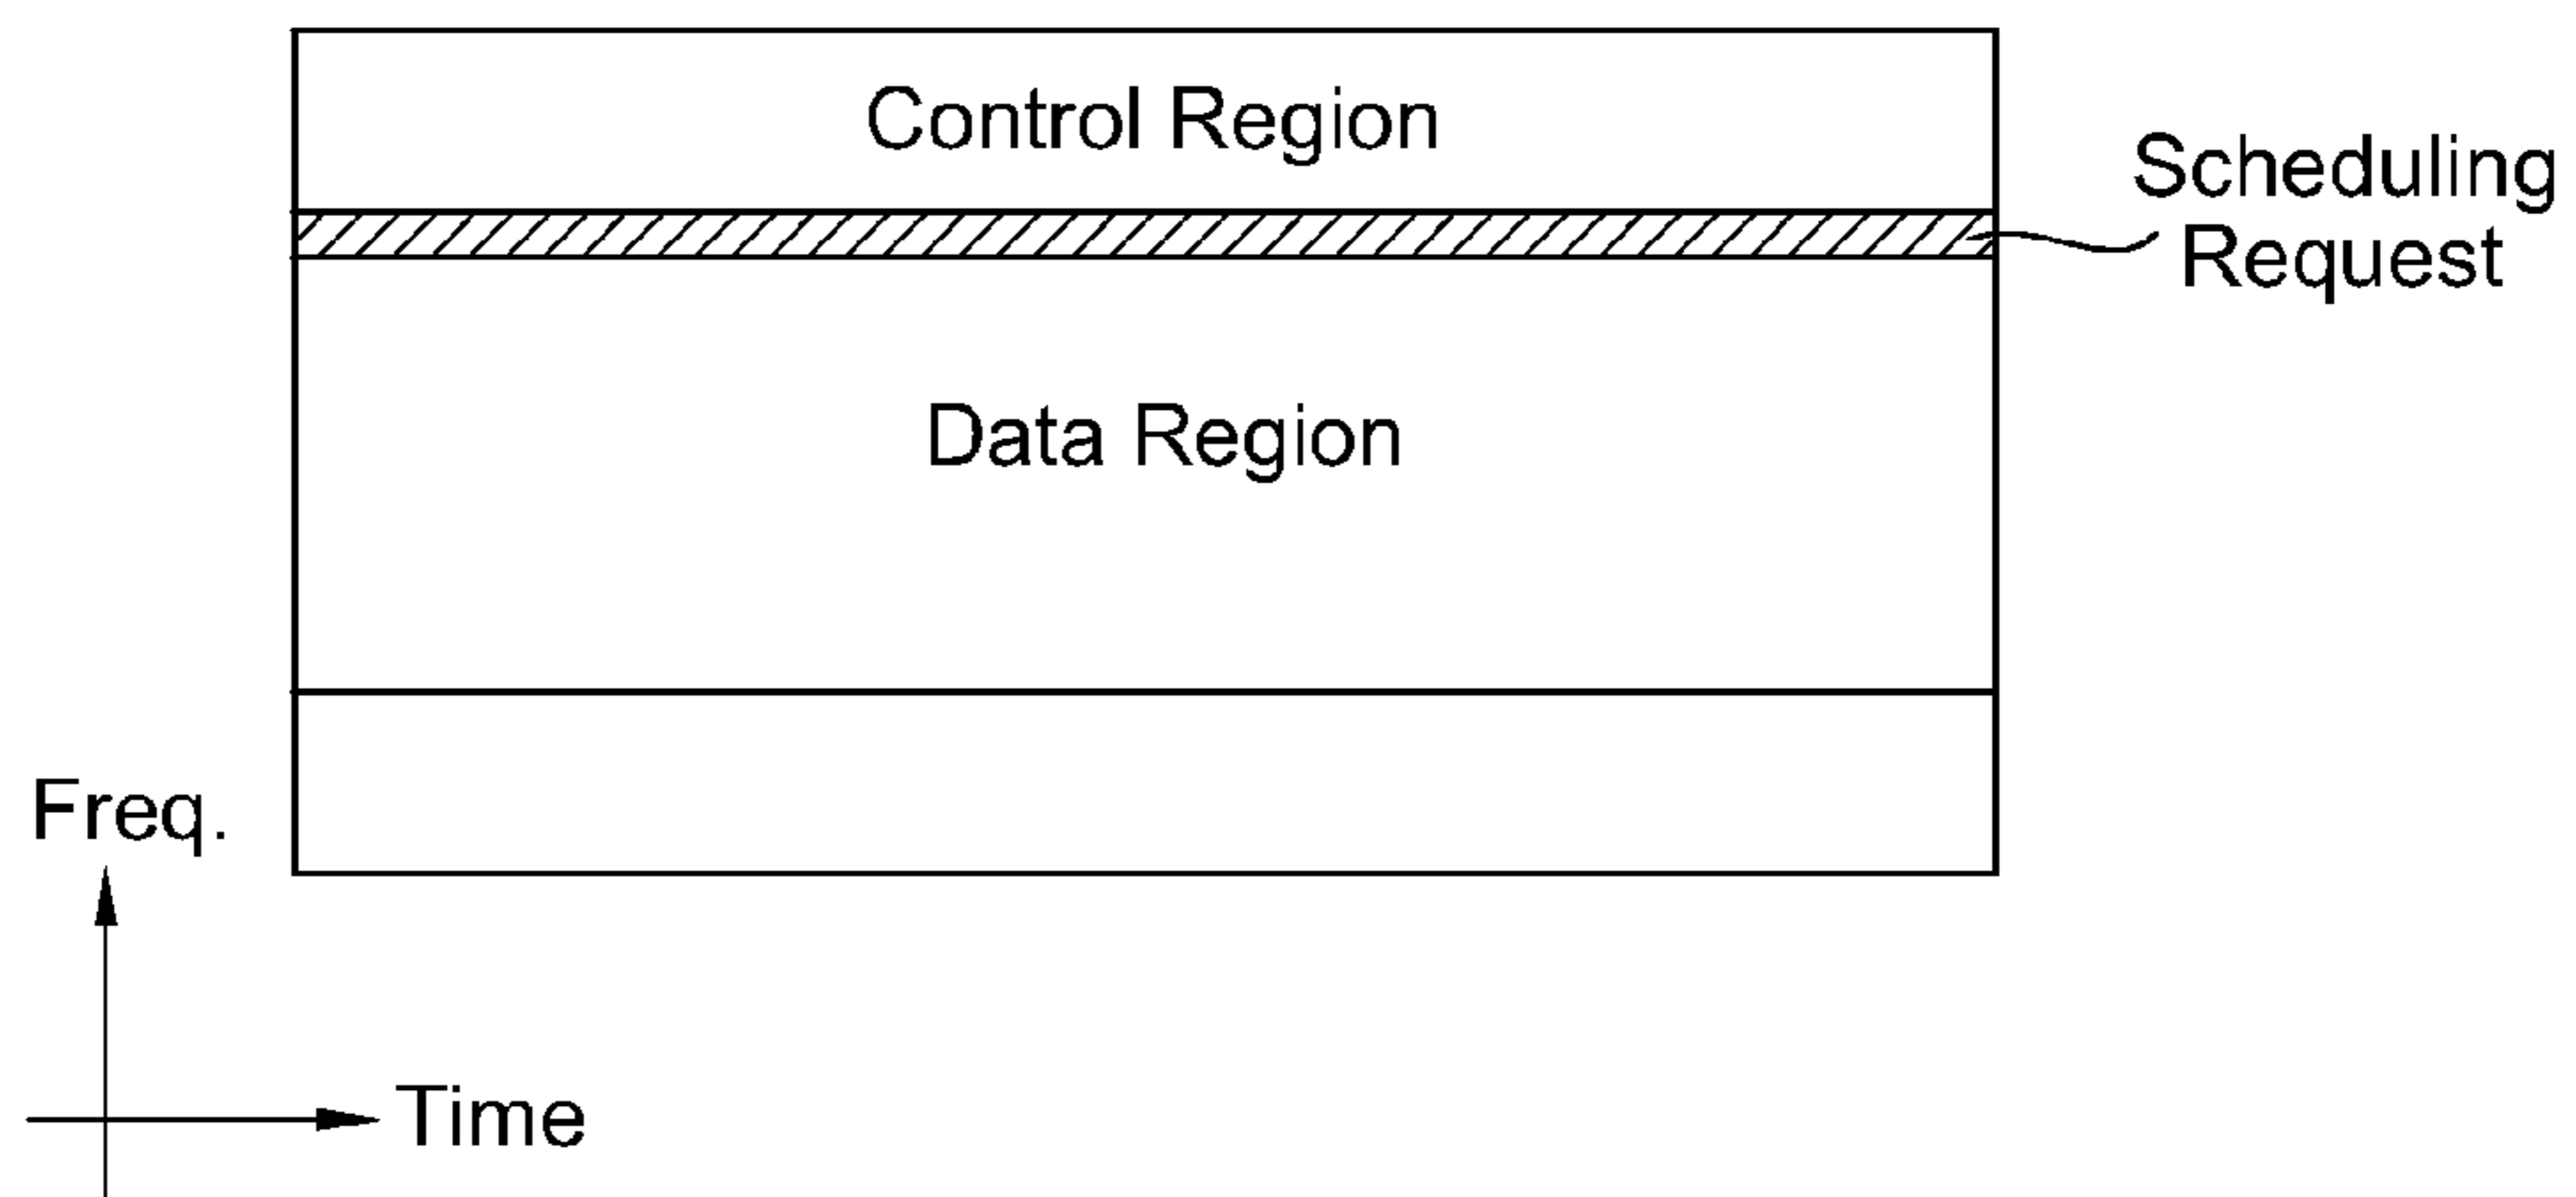 Control Region
Scheduling
Request
Data Region
Freq.
Time